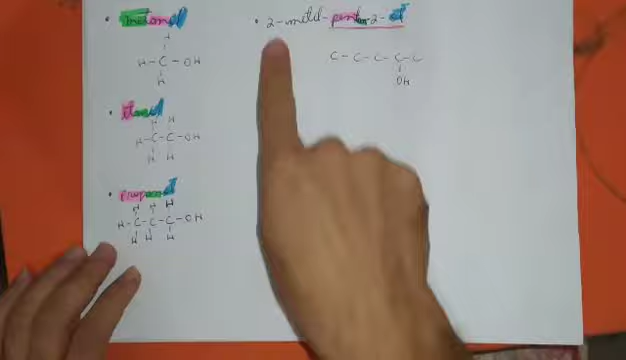 • metanol
H
H-C-OH
H
• etanol
H H
H-C-C-OH
H H
• propanol
H H H
H-C-C-C-OH
H H H
• 2-metil-pentan-2-ol
C-C-C-C-C
OH